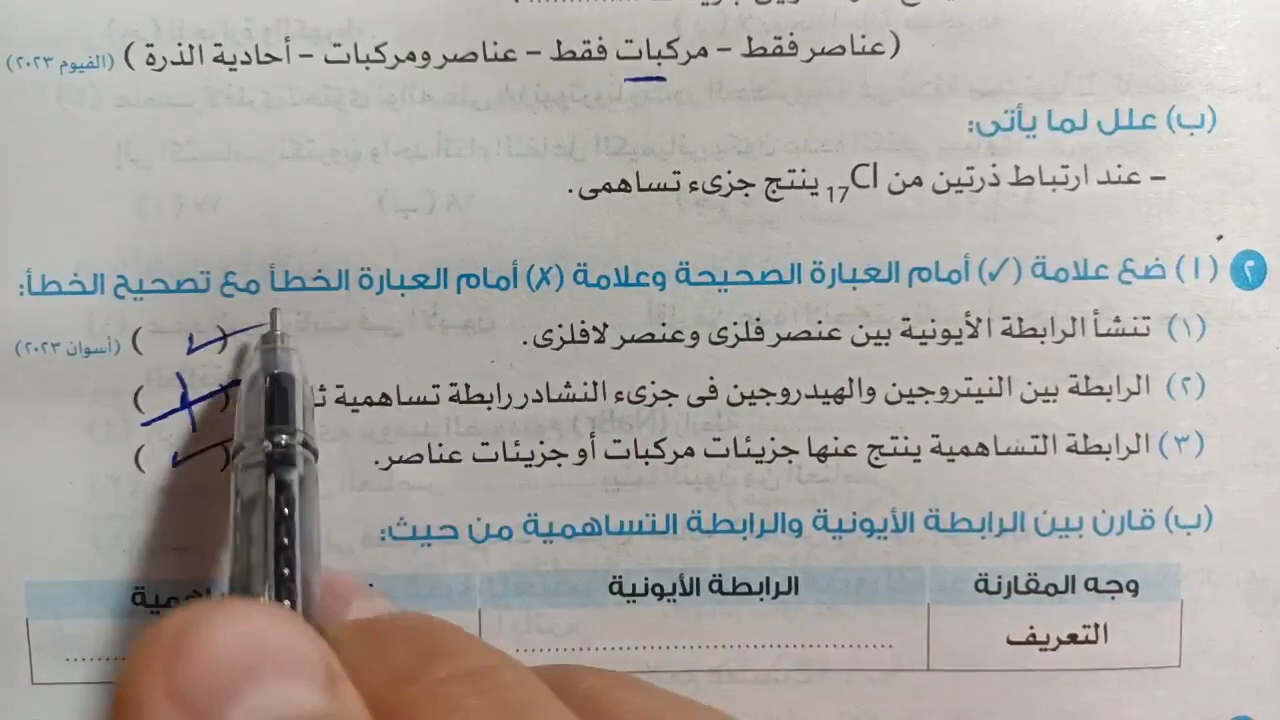 (عناصر فقط – مركبات فقط – عناصر ومركبات – أحادية الذرة ) (الفيوم ٢٠٢٣)
(ب) علل لما يأتى:
– عند ارتباط ذرتين من ₁₇Cl ينتج جزىء تساهمى.
٢ (١) ضع علامة (✓) أمام العبارة الصحيحة وعلامة (✗) أمام العبارة الخطأ مع تصحيح الخطأ:
(١) تنشأ الرابطة الأيونية بين عنصر فلزى وعنصر لافلزى. ( ✓ ) (أسوان ٢٠٢٣)
(٢) الرابطة بين النيتروجين والهيدروجين فى جزىء النشادر رابطة تساهمية ( ✗ )
(٣) الرابطة التساهمية ينتج عنها جزيئات مركبات أو جزيئات عناصر. ( ✓ )
(ب) قارن بين الرابطة الأيونية والرابطة التساهمية من حيث:
وجه المقارنة الرابطة الأيونية
التعريف